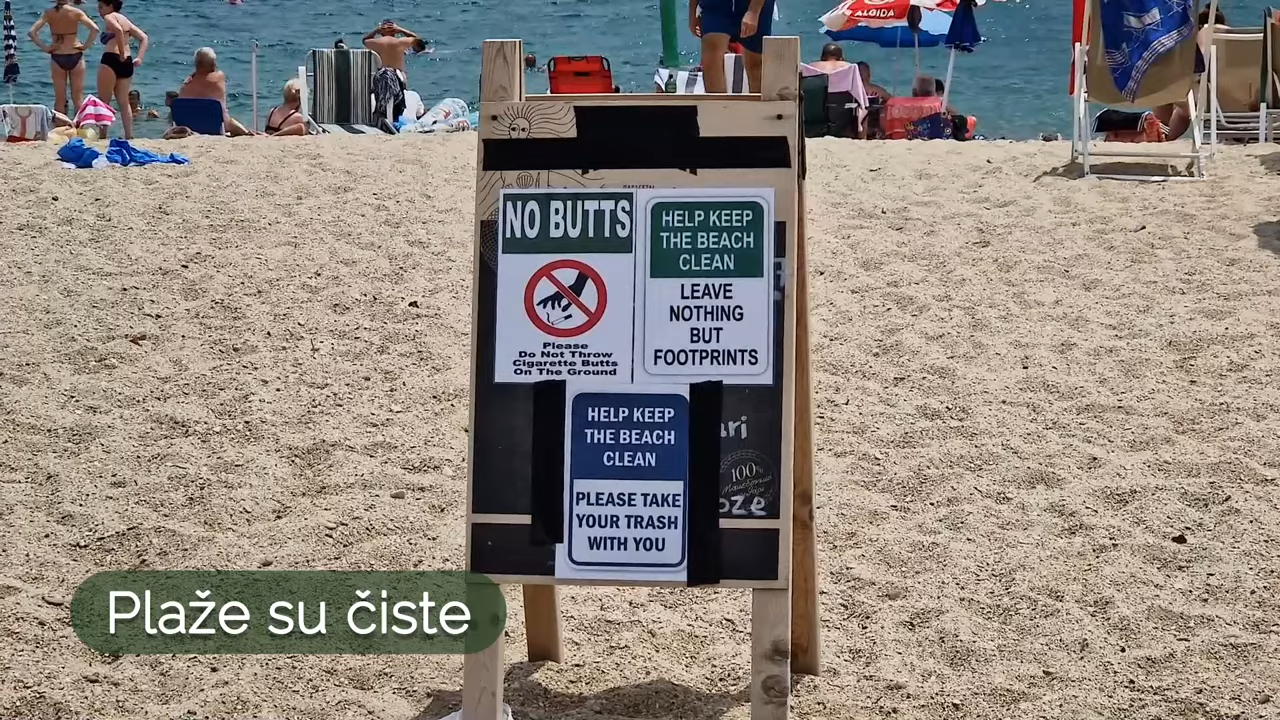 ALGIDA
NO BUTTS
Please
Do Not Throw
Cigarette Butts
On The Ground
HELP KEEP
THE BEACH
CLEAN
LEAVE
NOTHING
BUT
FOOTPRINTS
HELP KEEP
THE BEACH
CLEAN
PLEASE TAKE
YOUR TRASH
WITH YOU
100%
Plaže su čiste